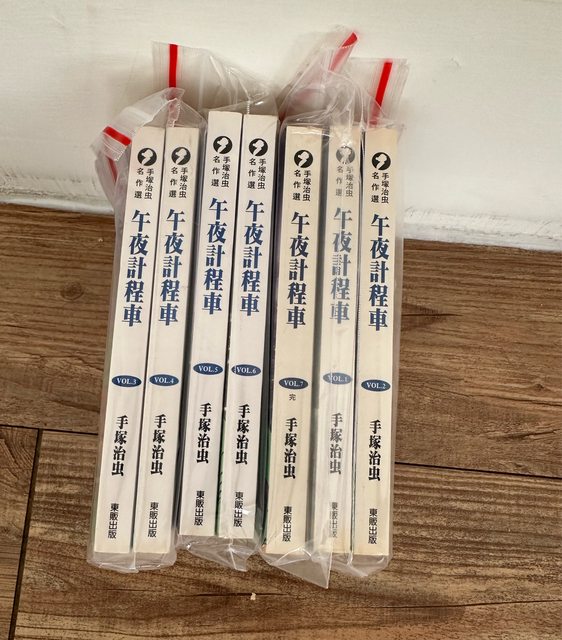 手塚治虫
名作選
午夜計程車
VOL.3
手塚治虫
東販出版
手塚治虫
名作選
午夜計程車
VOL.4
手塚治虫
東販出版
手塚治虫
名作選
午夜計程車
VOL.5
手塚治虫
東販出版
手塚治虫
名作選
午夜計程車
VOL.6
手塚治虫
東販出版
手塚治虫
名作選
午夜計程車
VOL.7
完
手塚治虫
東販出版
手塚治虫
名作選
午夜計程車
VOL.1
手塚治虫
東販出版
手塚治虫
名作選
午夜計程車
VOL.2
手塚治虫
東販出版